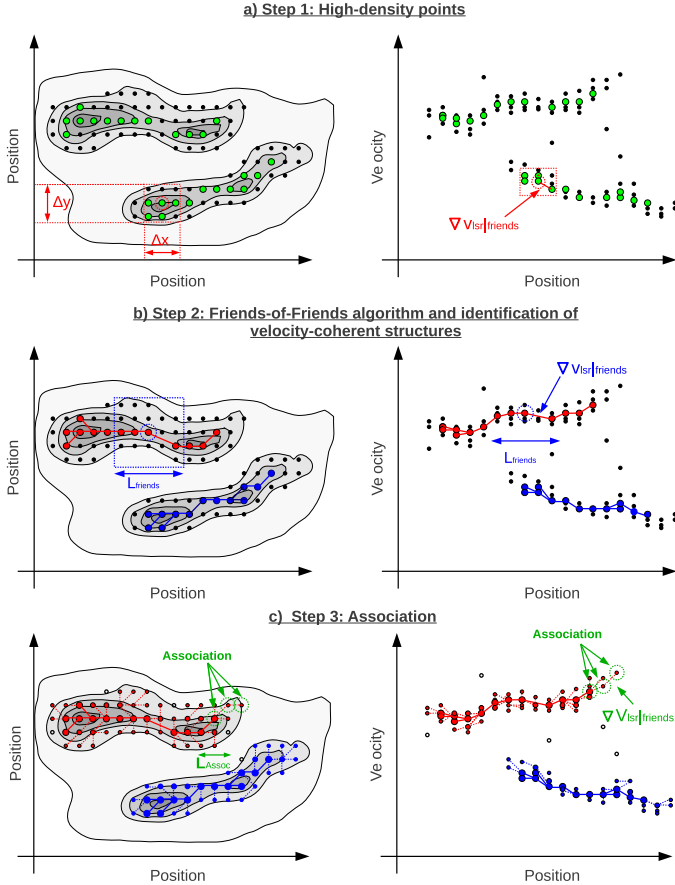 a) Step 1: High-density points
Position
Δy
Δx
Position
Ve ocity
∇ Vlsr|friends
Position
b) Step 2: Friends-of-Friends algorithm and identification of
velocity-coherent structures
Position
Lfriends
Position
Ve ocity
∇ Vlsr|friends
Lfriends
Position
c) Step 3: Association
Position
Association
LAssoc
Position
Ve ocity
Association
∇ Vlsr|friends
Position